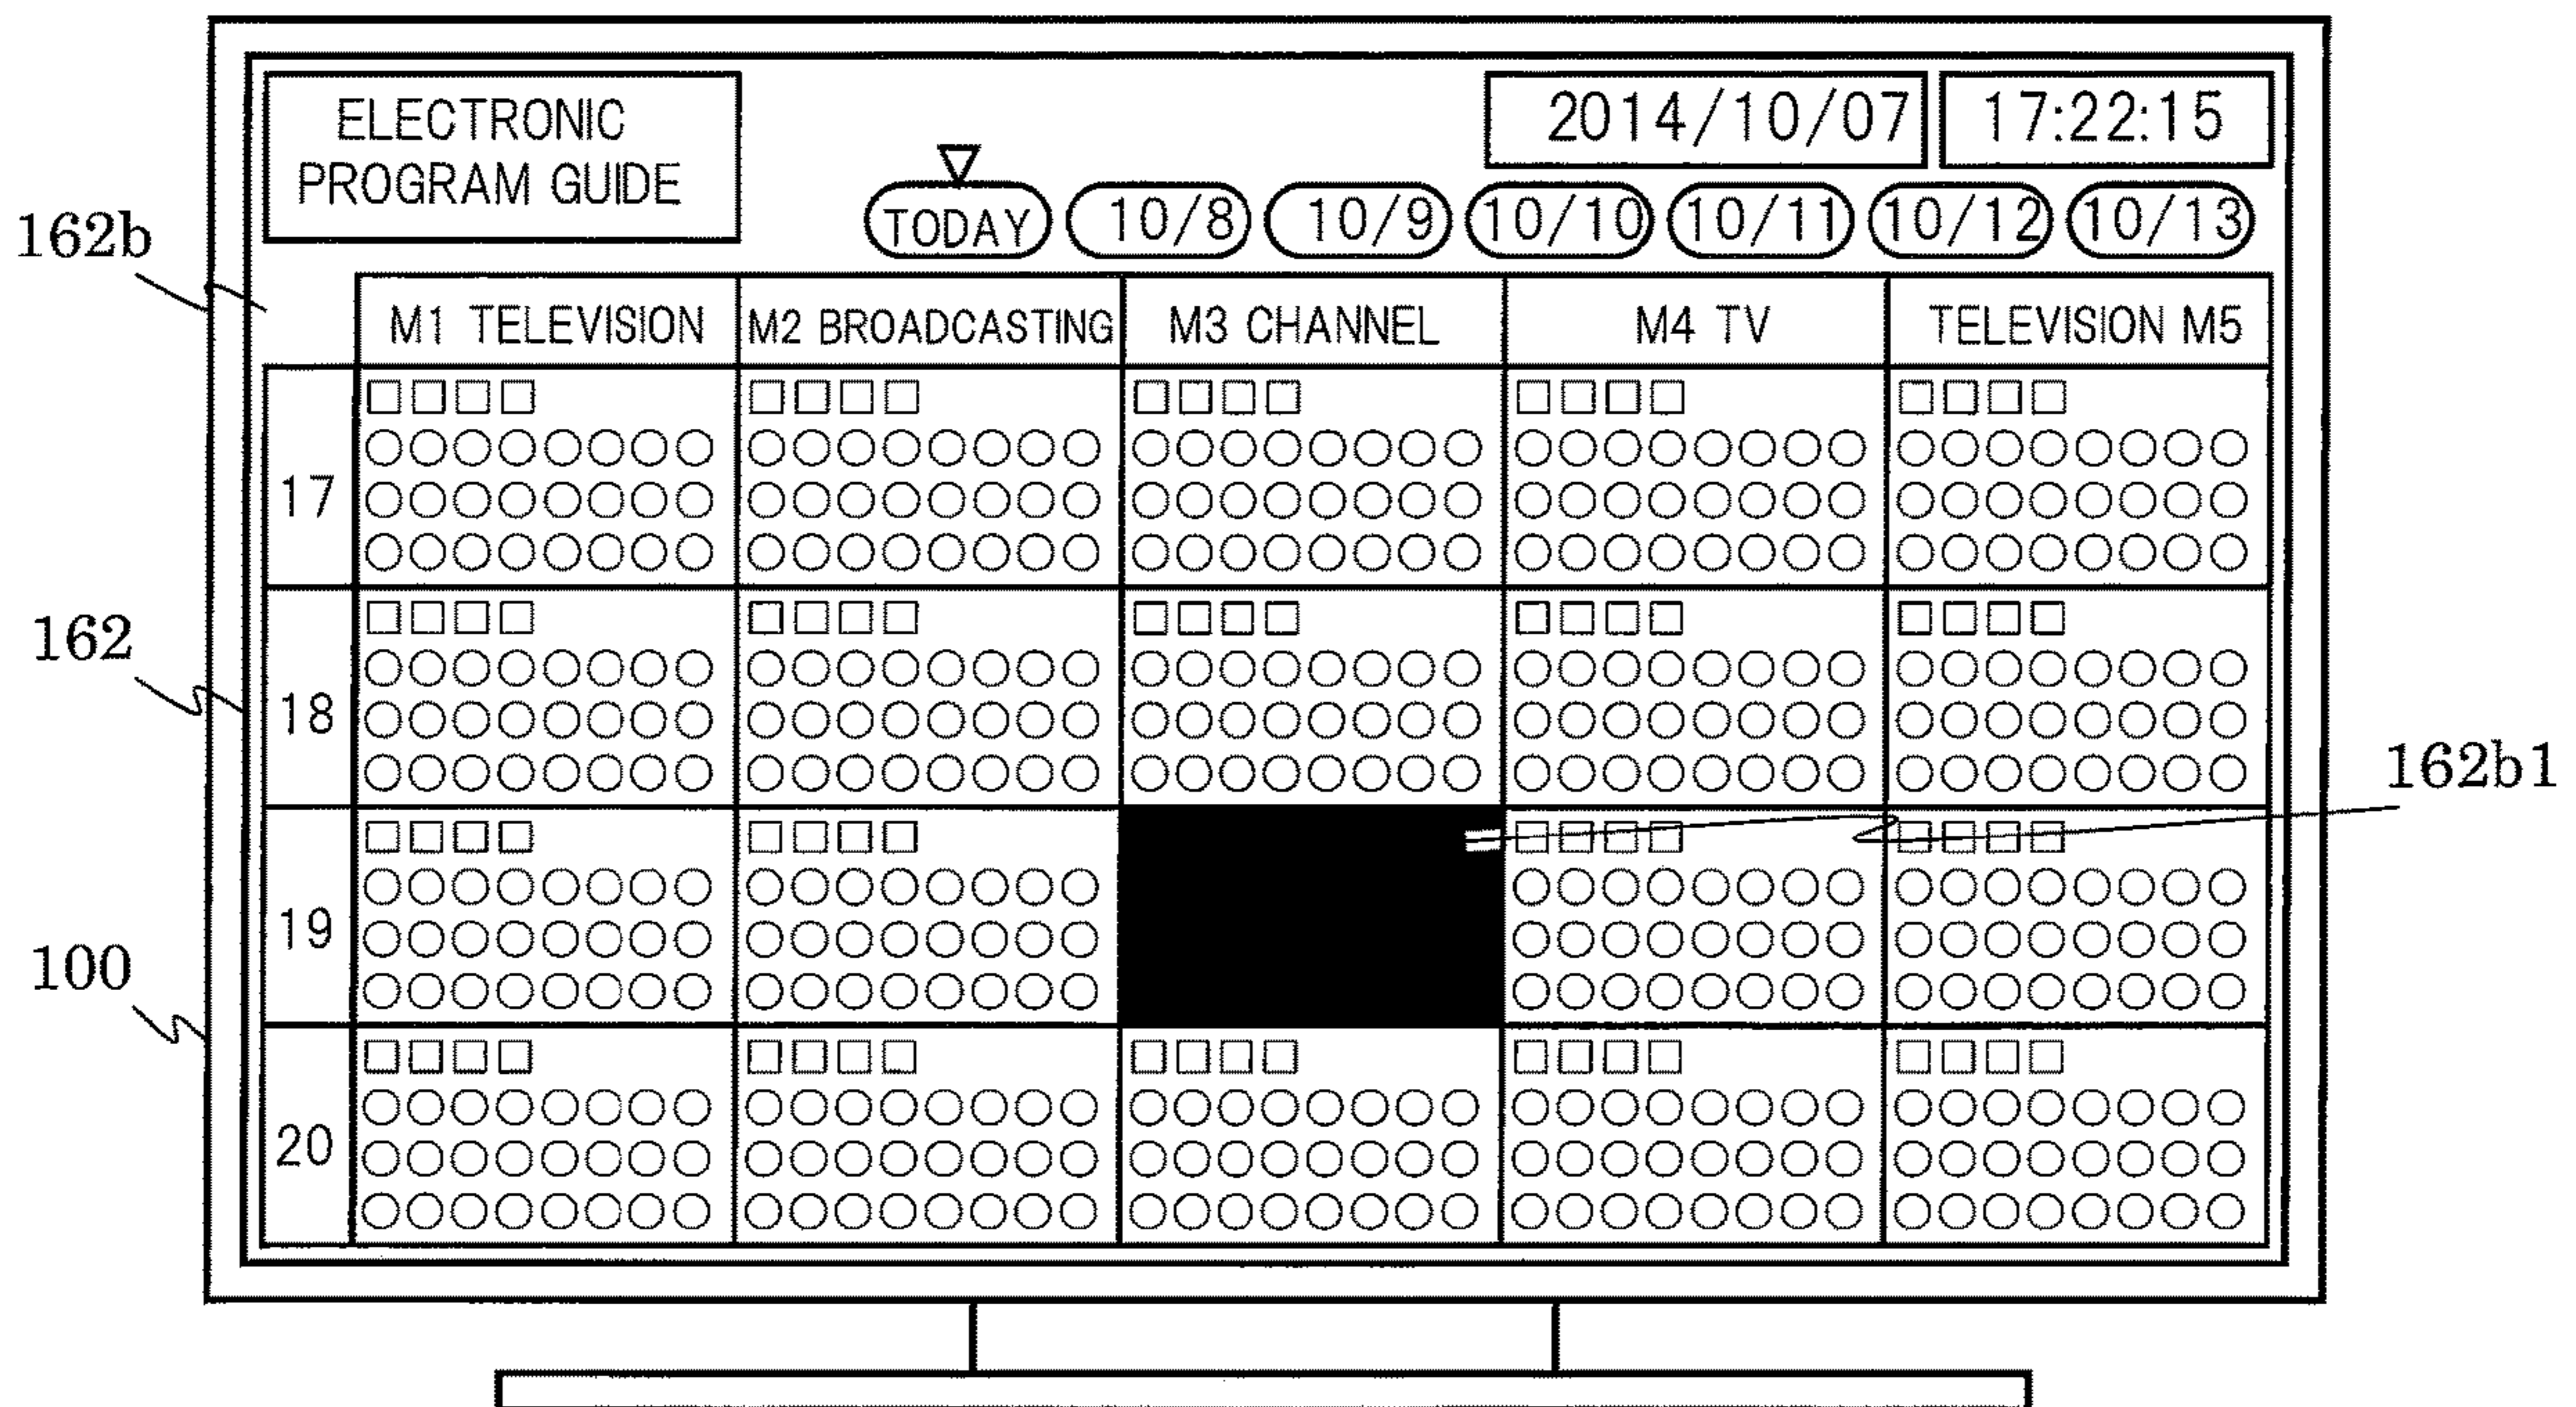 ELECTRONIC
PROGRAM GUIDE
2014/10/07 17:22:15
TODAY 10/8 10/9 10/10 10/11 10/12 10/13
162b
M1 TELEVISION M2 BROADCASTING M3 CHANNEL M4 TV TELEVISION M5
□□□□ □□□□ □□□□ □□□□ □□□□
○○○○○○○○ ○○○○○○○○ ○○○○○○○○ ○○○○○○○○ ○○○○○○○○
17 ○○○○○○○○ ○○○○○○○○ ○○○○○○○○ ○○○○○○○○ ○○○○○○○○
○○○○○○○○ ○○○○○○○○ ○○○○○○○○ ○○○○○○○○ ○○○○○○○○
162
□□□□ □□□□ □□□□ □□□□ □□□□
○○○○○○○○ ○○○○○○○○ ○○○○○○○○ ○○○○○○○○ ○○○○○○○○
18 ○○○○○○○○ ○○○○○○○○ ○○○○○○○○ ○○○○○○○○ ○○○○○○○○
○○○○○○○○ ○○○○○○○○ ○○○○○○○○ ○○○○○○○○ ○○○○○○○○
162b1
□□□□ □□□□ □□□□ □□□□
○○○○○○○○ ○○○○○○○○ ○○○○○○○○ ○○○○○○○○
19 ○○○○○○○○ ○○○○○○○○ ○○○○○○○○ ○○○○○○○○
○○○○○○○○ ○○○○○○○○ ○○○○○○○○ ○○○○○○○○
100
□□□□ □□□□ □□□□ □□□□ □□□□
○○○○○○○○ ○○○○○○○○ ○○○○○○○○ ○○○○○○○○ ○○○○○○○○
20 ○○○○○○○○ ○○○○○○○○ ○○○○○○○○ ○○○○○○○○ ○○○○○○○○
○○○○○○○○ ○○○○○○○○ ○○○○○○○○ ○○○○○○○○ ○○○○○○○○